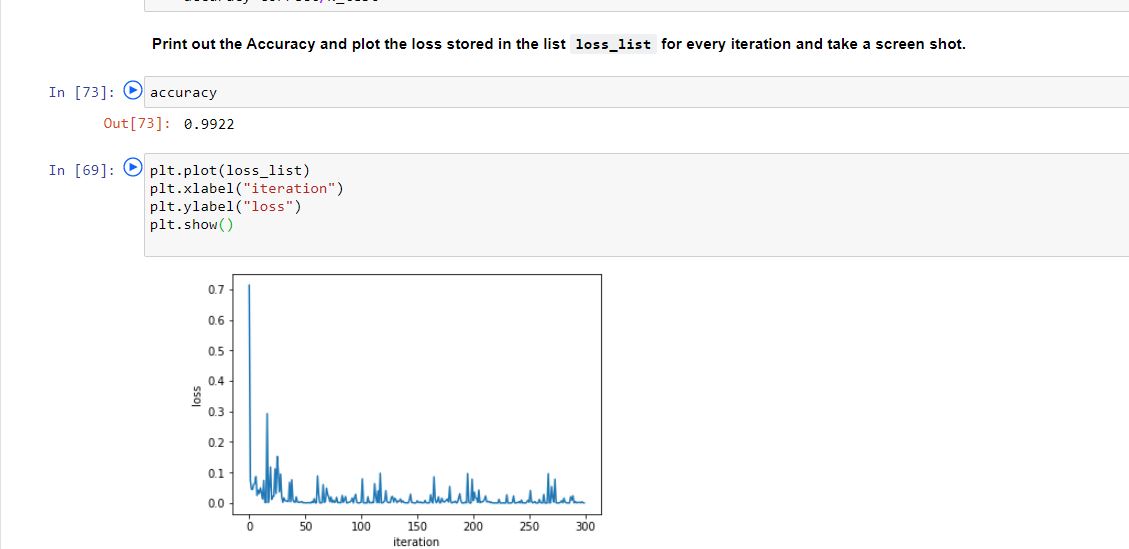 Print out the Accuracy and plot the loss stored in the list loss_list for every iteration and take a screen shot.
In [73]: accuracy
Out[73]: 0.9922
In [69]: plt.plot(loss_list)
plt.xlabel("iteration")
plt.ylabel("loss")
plt.show()
0.7
0.6
0.5
0.4
0.3
0.2
0.1
0.0
loss
0 50 100 150 200 250 300
iteration